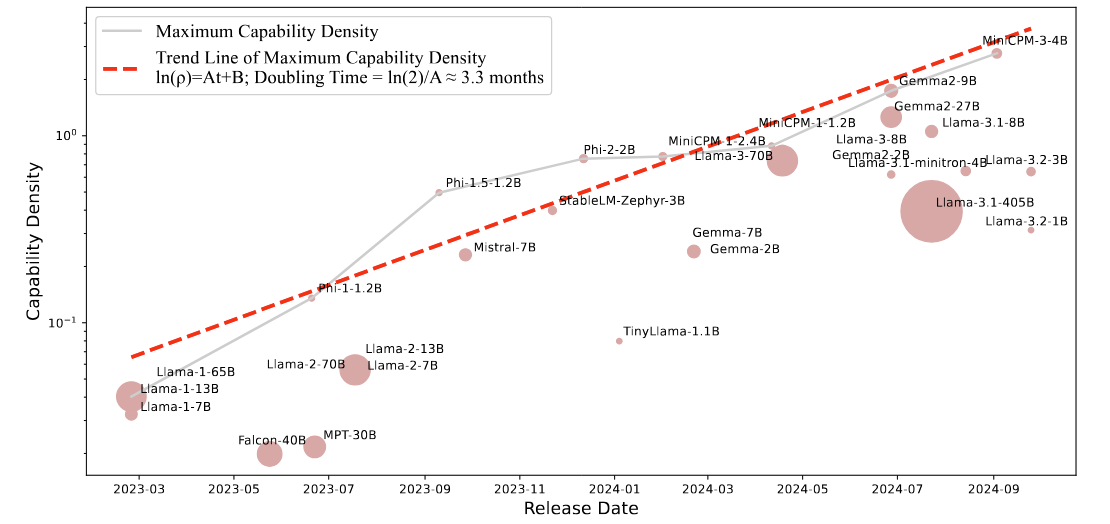 Maximum Capability Density
Trend Line of Maximum Capability Density
ln(ρ)=At+B; Doubling Time = ln(2)/A ≈ 3.3 months
Capability Density
10⁰
10⁻¹
MiniCPM-3-4B
Gemma2-9B
Gemma2-27B
MiniCPM-1-1.2B
Llama-3.1-8B
MiniCPM-1-2.4B
Llama-3-8B
Phi-2-2B
Llama-3-70B
Gemma2-2B
Llama-3.1-minitron-4B
Llama-3.2-3B
Phi-1.5-1.2B
StableLM-Zephyr-3B
Llama-3.1-405B
Llama-3.2-1B
Gemma-7B
Mistral-7B
Gemma-2B
Phi-1-1.2B
TinyLlama-1.1B
Llama-2-13B
Llama-2-70B
Llama-2-7B
Llama-1-65B
Llama-1-13B
Llama-1-7B
Falcon-40B
MPT-30B
2023-03 2023-05 2023-07 2023-09 2023-11 2024-01 2024-03 2024-05 2024-07 2024-09
Release Date